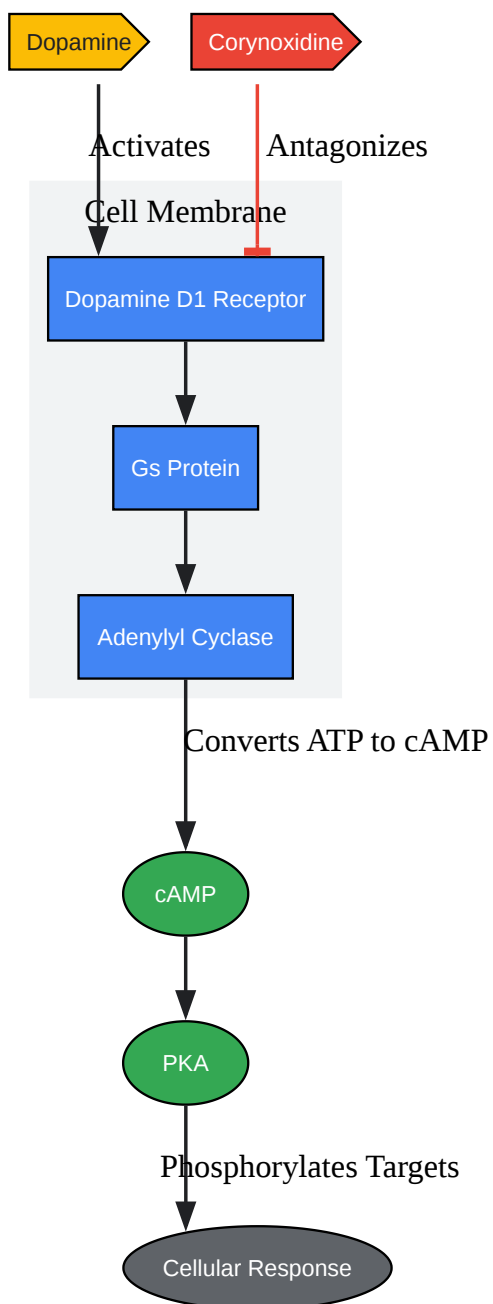 Dopamine
Corynoxidine
Activates
Antagonizes
Cell Membrane
Dopamine D1 Receptor
Gs Protein
Adenylyl Cyclase
Converts ATP to cAMP
cAMP
PKA
Phosphorylates Targets
Cellular Response